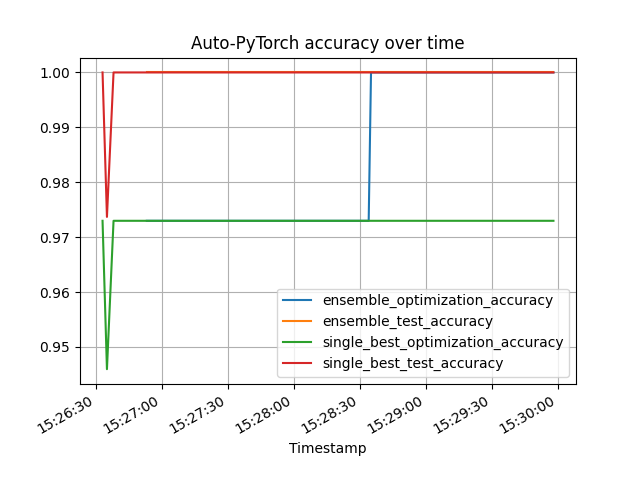 Auto-PyTorch accuracy over time
1.00
0.99
0.98
0.97
0.96
0.95
ensemble_optimization_accuracy
ensemble_test_accuracy
single_best_optimization_accuracy
single_best_test_accuracy
15:26:30
15:27:00
15:27:30
15:28:00
15:28:30
15:29:00
15:29:30
15:30:00
Timestamp